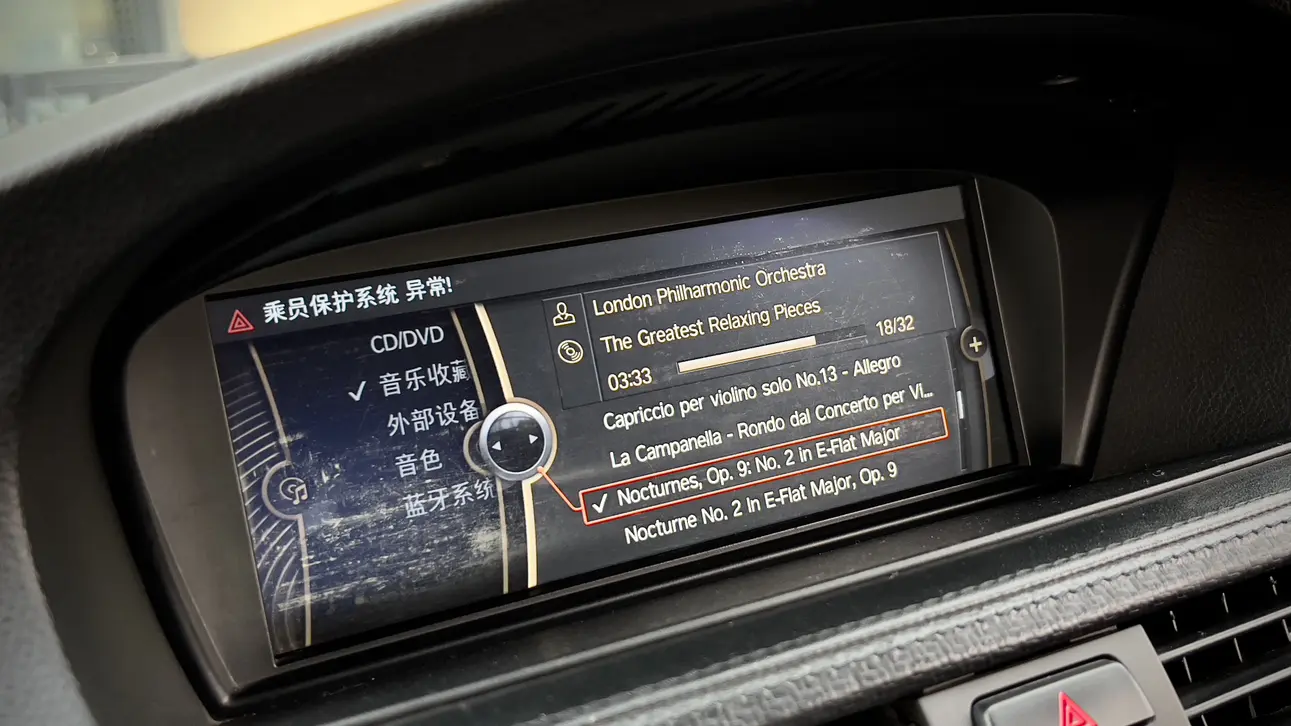 乘员保护系统 异常!
CD/DVD
音乐收藏
外部设备
音色
蓝牙系统
London Philharmonic Orchestra
The Greatest Relaxing Pieces
03:33
18/32
Capriccio per violino solo No.13 - Allegro
La Campanella - Rondo dal Concerto per Vi...
Nocturnes, Op. 9: No. 2 in E-Flat Major
Nocturne No. 2 In E-Flat Major, Op. 9